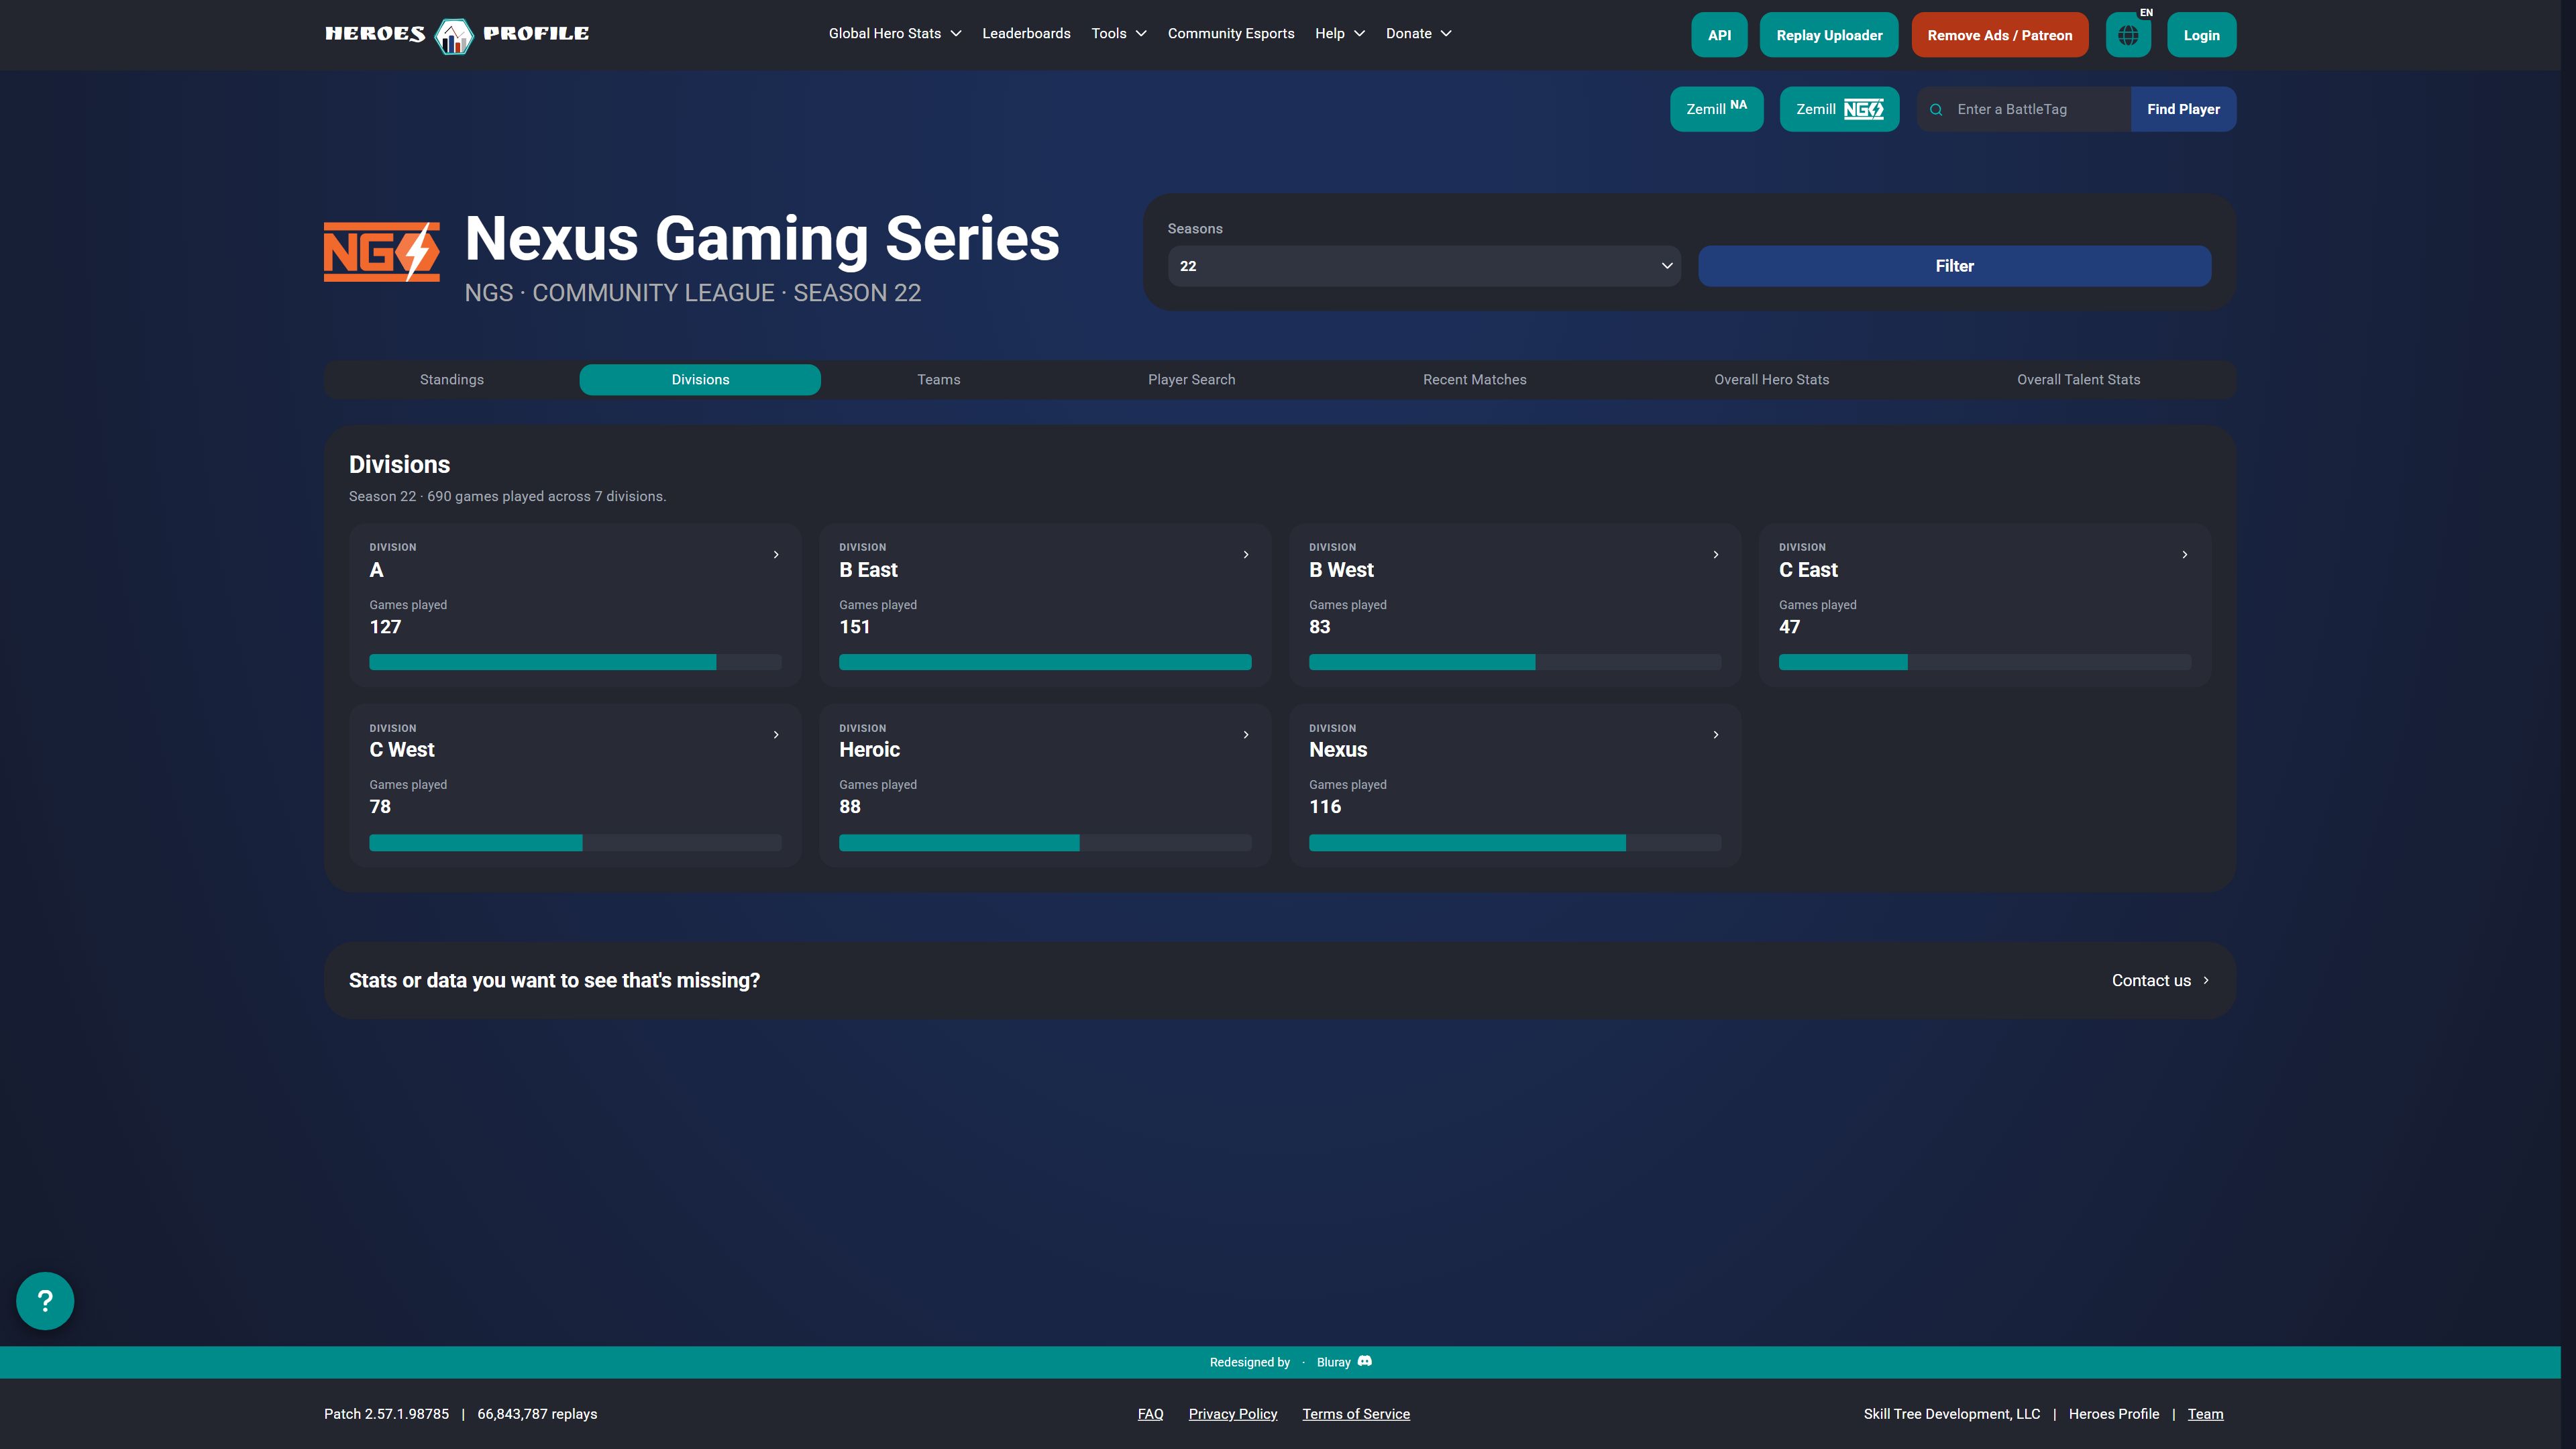 HEROES PROFILE
Global Hero Stats Leaderboards Tools Community Esports Help Donate
API Replay Uploader Remove Ads / Patreon EN Login
Zemill NA Zemill NGS Enter a BattleTag Find Player
NGS
Nexus Gaming Series
NGS · COMMUNITY LEAGUE · SEASON 22
Seasons
22 Filter
Standings Divisions Teams Player Search Recent Matches Overall Hero Stats Overall Talent Stats
Divisions
Season 22 · 690 games played across 7 divisions.
DIVISION
A
Games played
127
DIVISION
B East
Games played
151
DIVISION
B West
Games played
83
DIVISION
C East
Games played
47
DIVISION
C West
Games played
78
DIVISION
Heroic
Games played
88
DIVISION
Nexus
Games played
116
Stats or data you want to see that's missing? Contact us
?
Redesigned by · Bluray
Patch 2.57.1.98785 | 66,843,787 replays FAQ Privacy Policy Terms of Service Skill Tree Development, LLC | Heroes Profile | Team